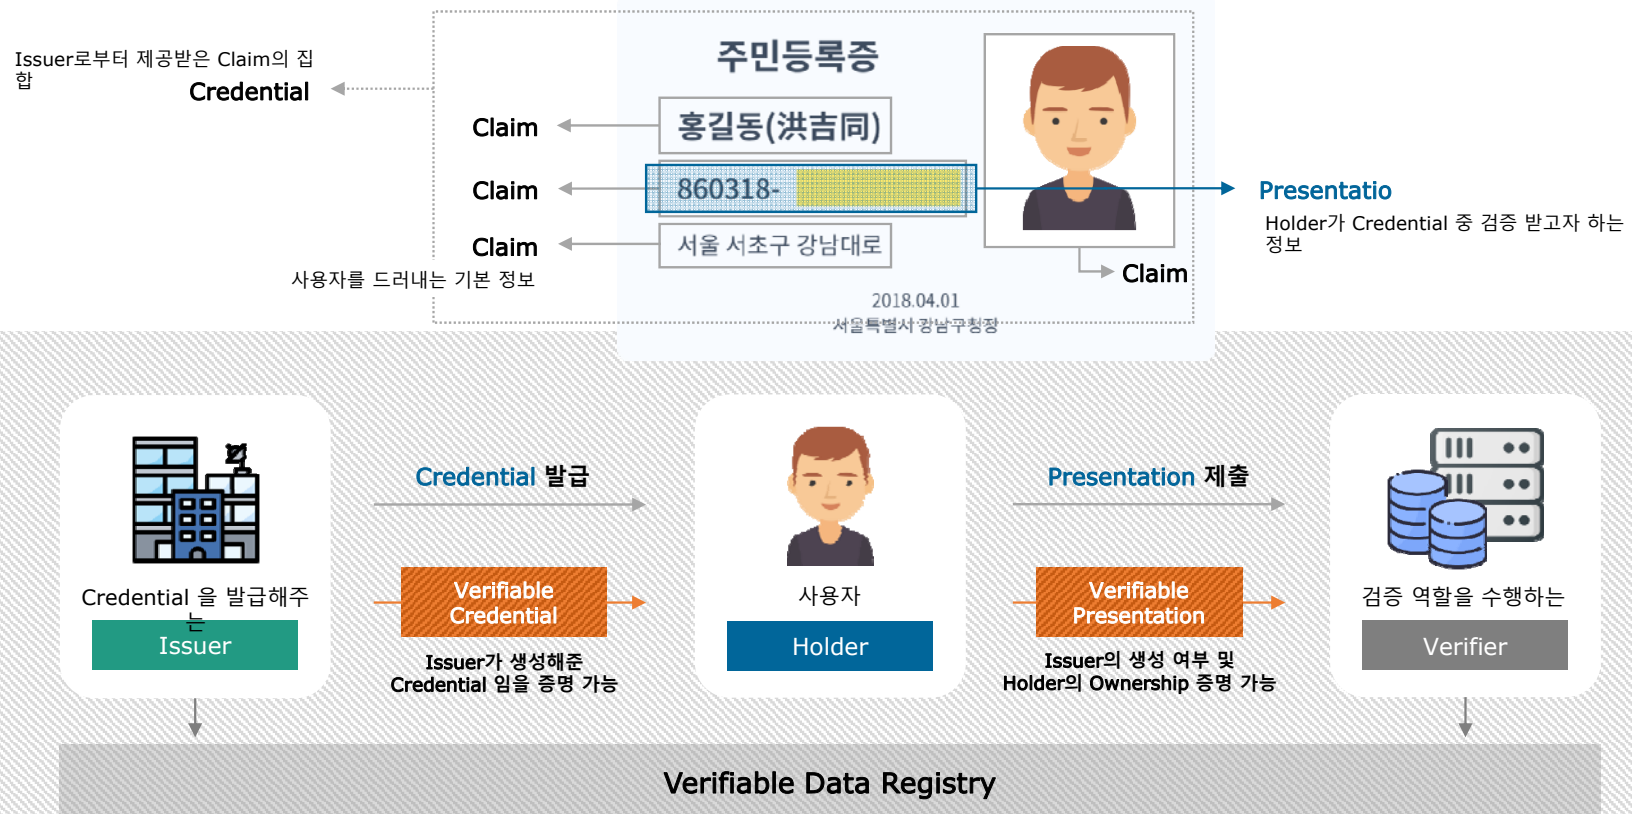 Issuer로부터 제공받은 Claim의 집
합
Credential
주민등록증
Claim
홍길동(洪吉同)
Claim
860318-
Presentatio
Holder가 Credential 중 검증 받고자 하는
정보
Claim
서울 서초구 강남대로
사용자를 드러내는 기본 정보
Claim
2018.04.01
서울특별시 강남구청장
Credential 발급
Presentation 제출
Credential 을 발급해주
는
Issuer
Verifiable
Credential
Issuer가 생성해준
Credential 임을 증명 가능
사용자
Holder
Verifiable
Presentation
Issuer의 생성 여부 및
Holder의 Ownership 증명 가능
검증 역할을 수행하는
Verifier
Verifiable Data Registry